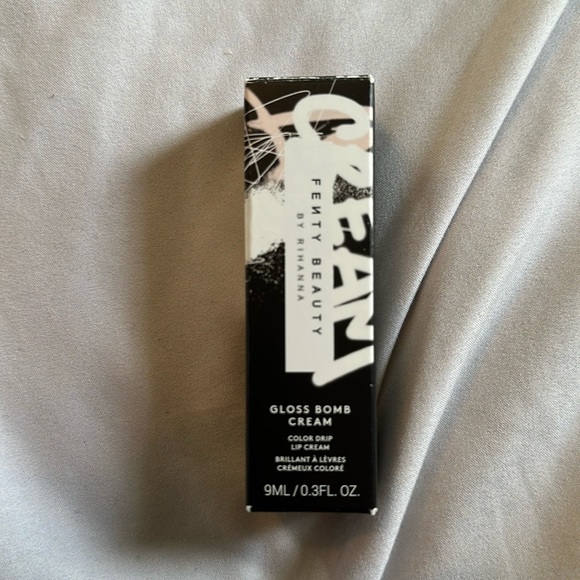 CREAM
FENTY BEAUTY
BY RIHANNA
GLOSS BOMB
CREAM
COLOR DRIP
LIP CREAM
BRILLANT À LÈVRES
CRÉMEUX COLORÉ
9ML / 0.3FL. OZ.